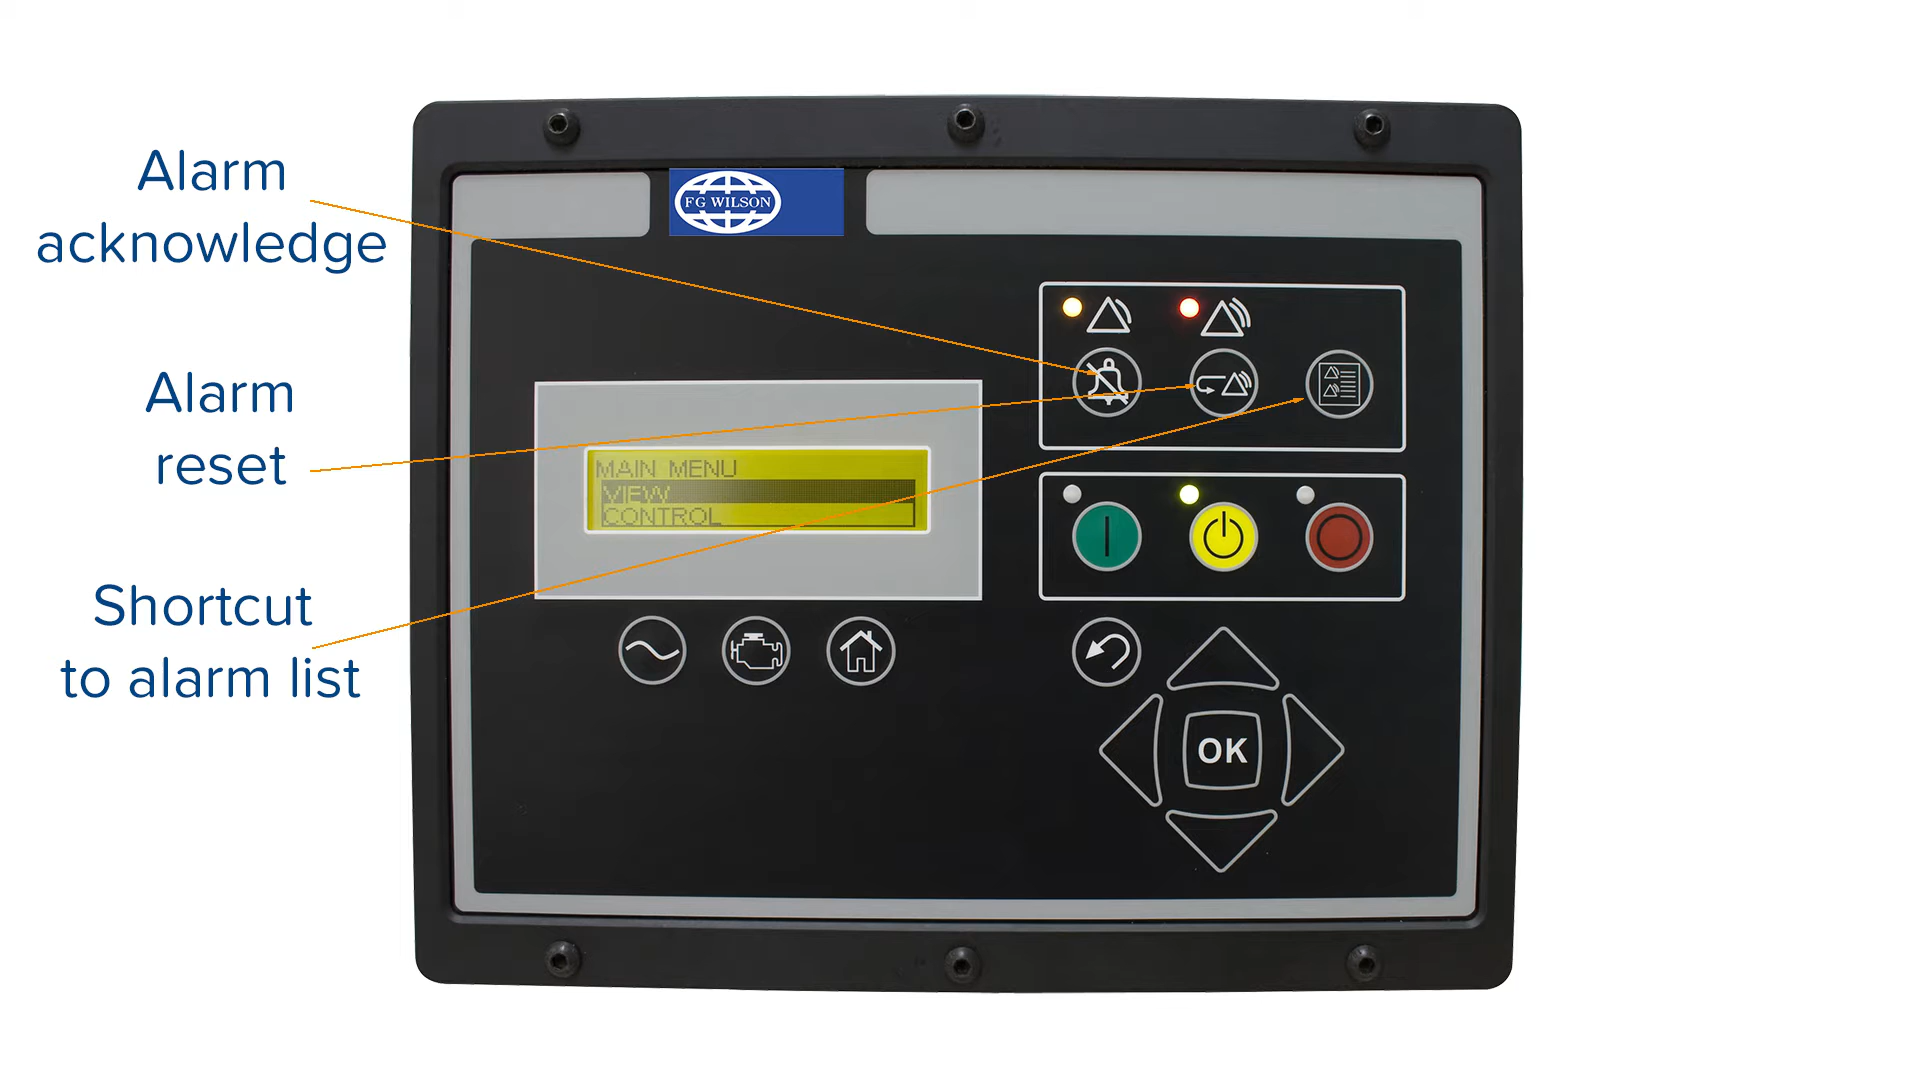 Alarm
acknowledge
Alarm
reset
Shortcut
to alarm list
FG WILSON
MAIN MENU
VIEW
CONTROL
OK